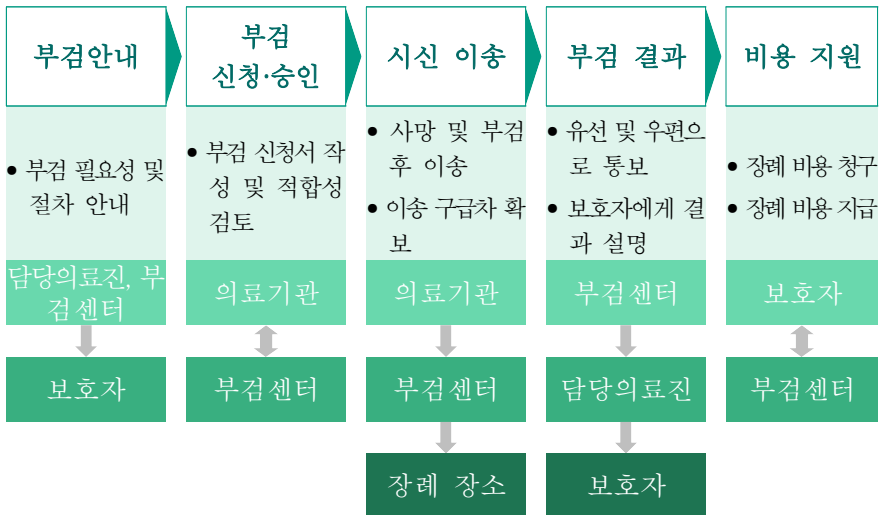 부검안내
부검
신청·승인
시신 이송
부검 결과
비용 지원
• 부검 필요성 및
절차 안내
• 부검 신청서 작
성 및 적합성
검토
• 사망 및 부검
후 이송
• 이송 구급차 확
보
• 유선 및 우편으
로 통보
• 보호자에게 결
과 설명
• 장례 비용 청구
• 장례 비용 지급
담당의료진, 부
검센터
의료기관
의료기관
부검센터
보호자
보호자
부검센터
부검센터
담당의료진
부검센터
장례 장소
보호자